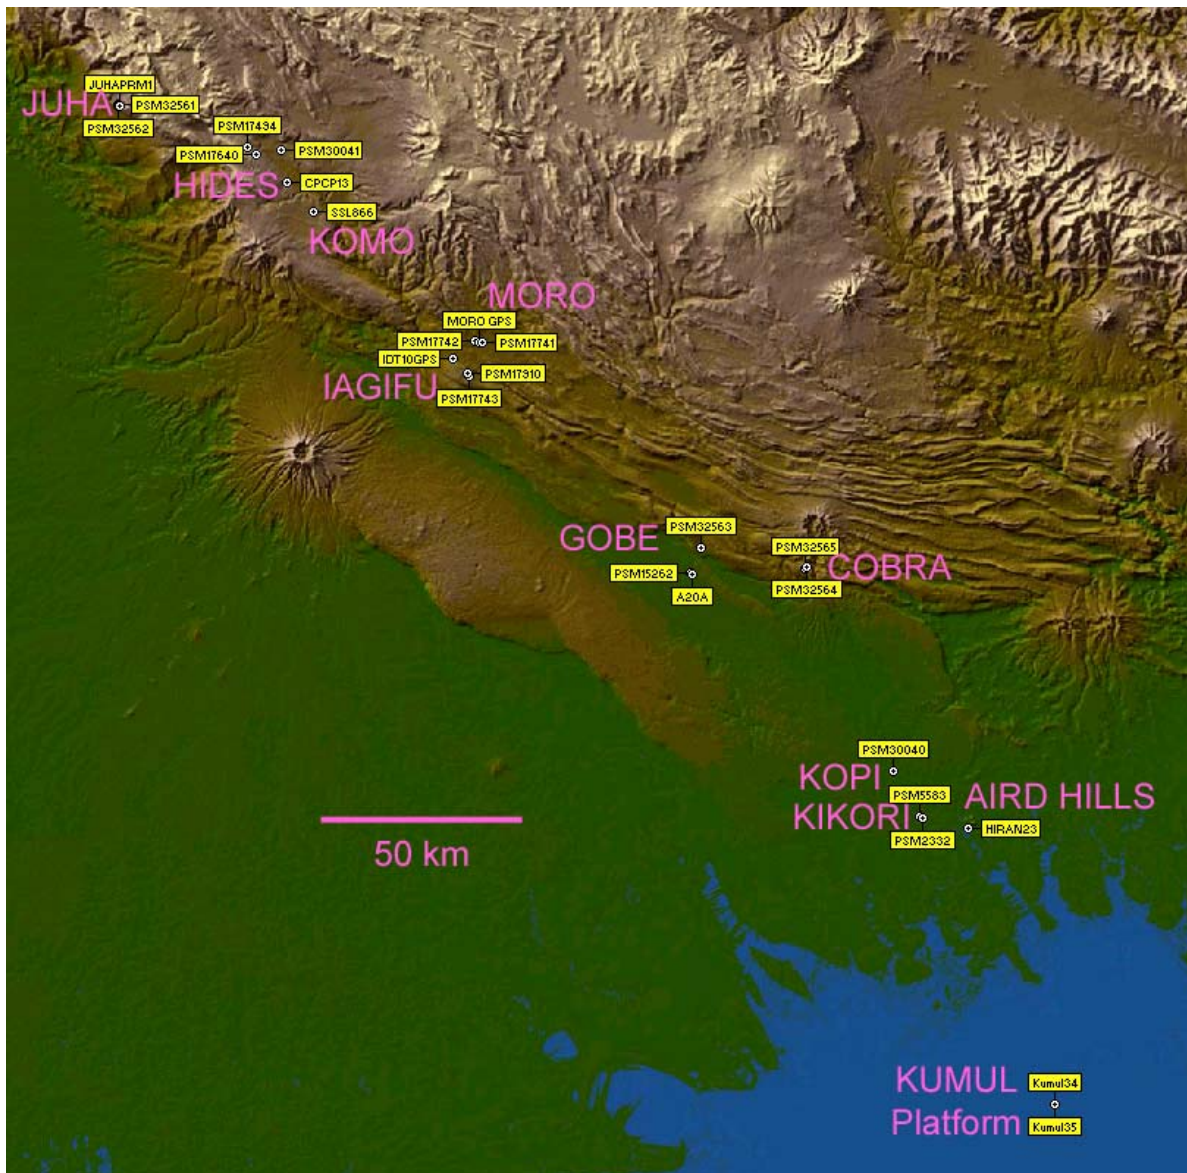 JUHAPRM1
JUHA
PSM32561
PSM32562
PSM17494
PSM17640
PSM30041
HIDES
CPCP13
SSL866
KOMO
MORO
MORO GPS
PSM17742
PSM17741
IDT10GPS
IAGIFU
PSM17910
PSM17743
GOBE
PSM32563
PSM15262
A20A
PSM32565
COBRA
PSM32564
PSM30040
KOPI
PSM5583
AIRD HILLS
KIKORI
HIRAN23
PSM2332
50 km
KUMUL
Kumul34
Platform
Kumul35